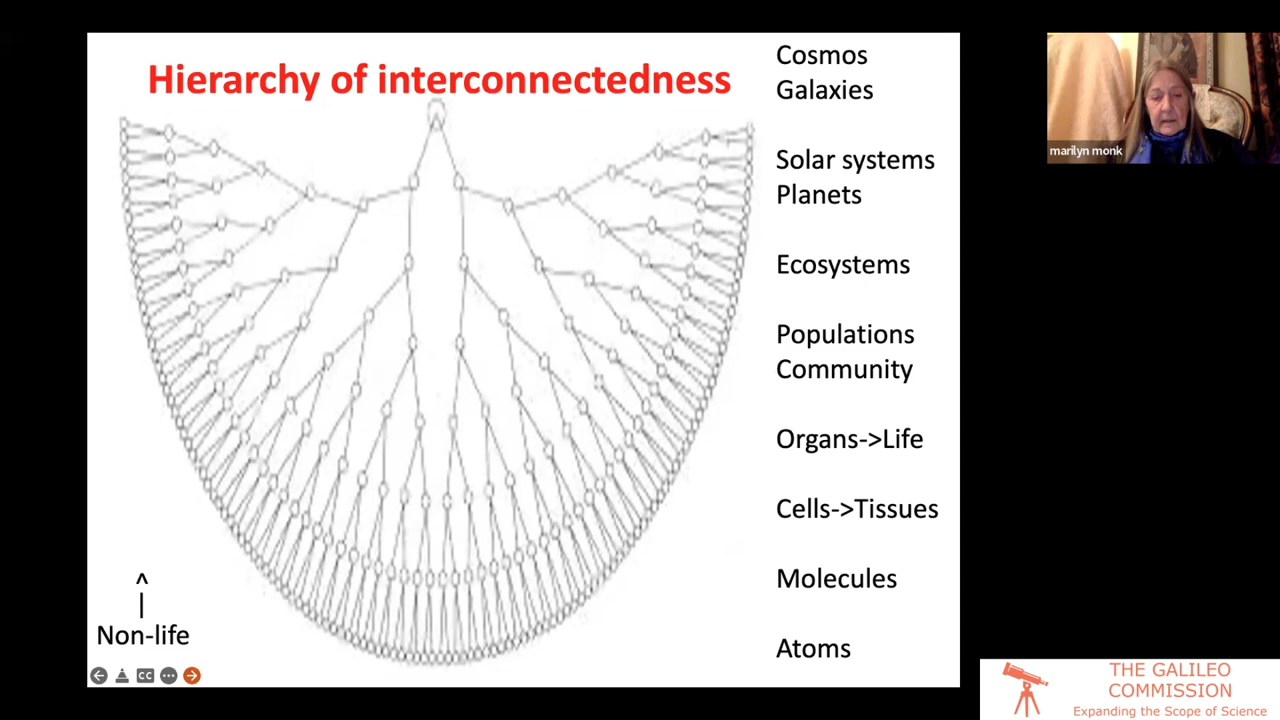 Hierarchy of interconnectedness
Cosmos
Galaxies
Solar systems
Planets
Ecosystems
Populations
Community
Organs->Life
Cells->Tissues
Molecules
Atoms
^
|
Non-life
CC
marilyn monk
THE GALILEO
COMMISSION
Expanding the Scope of Science